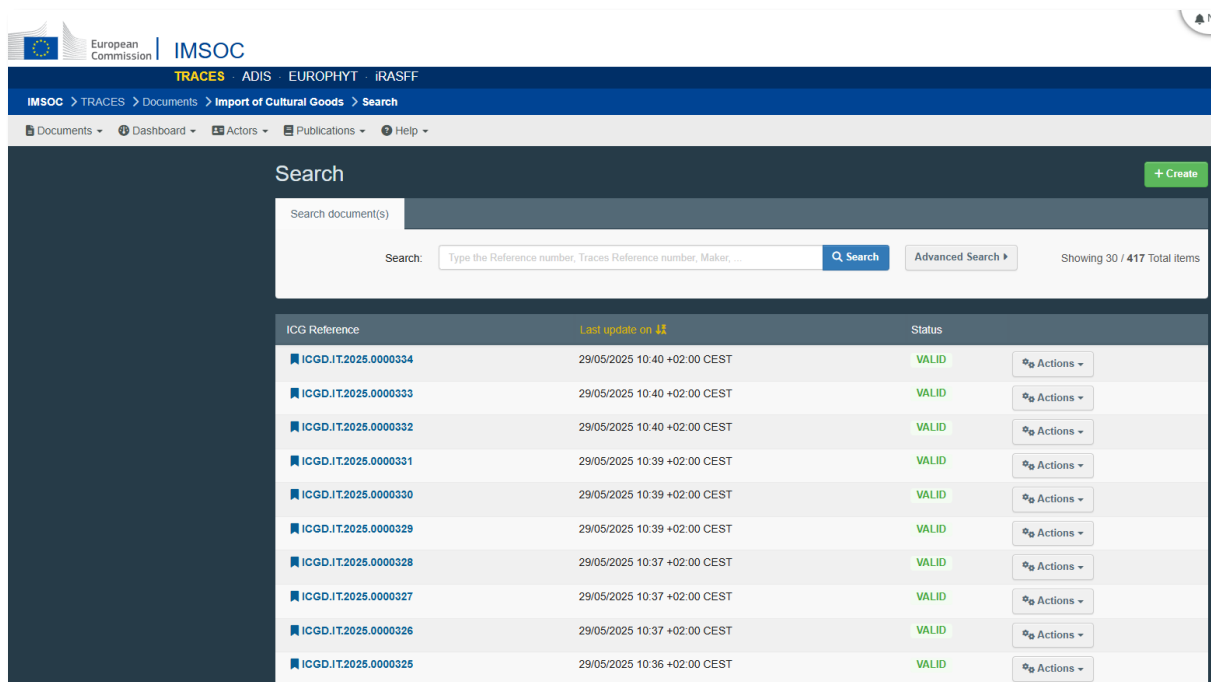 N
European
Commission
IMSOC
TRACES · ADIS · EUROPHYT · iRASFF
IMSOC > TRACES > Documents > Import of Cultural Goods > Search
Documents Dashboard Actors Publications Help
Search
+ Create
Search document(s)
Search: Type the Reference number, Traces Reference number, Maker, ... Search Advanced Search Showing 30 / 417 Total items
ICG Reference Last update on Status
ICGD.IT.2025.0000334 29/05/2025 10:40 +02:00 CEST VALID Actions
ICGD.IT.2025.0000333 29/05/2025 10:40 +02:00 CEST VALID Actions
ICGD.IT.2025.0000332 29/05/2025 10:40 +02:00 CEST VALID Actions
ICGD.IT.2025.0000331 29/05/2025 10:39 +02:00 CEST VALID Actions
ICGD.IT.2025.0000330 29/05/2025 10:39 +02:00 CEST VALID Actions
ICGD.IT.2025.0000329 29/05/2025 10:39 +02:00 CEST VALID Actions
ICGD.IT.2025.0000328 29/05/2025 10:37 +02:00 CEST VALID Actions
ICGD.IT.2025.0000327 29/05/2025 10:37 +02:00 CEST VALID Actions
ICGD.IT.2025.0000326 29/05/2025 10:37 +02:00 CEST VALID Actions
ICGD.IT.2025.0000325 29/05/2025 10:36 +02:00 CEST VALID Actions